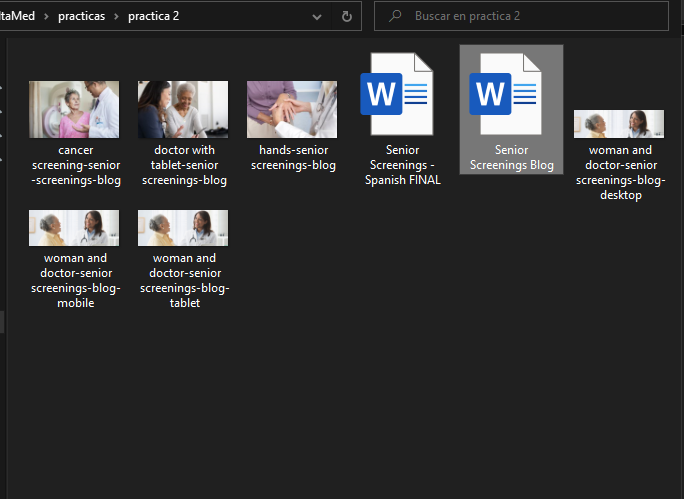 ltaMed > practicas > practica 2
Buscar en practica 2
cancer
screening-senior
-screenings-blog
doctor with
tablet-senior
screenings-blog
hands-senior
screenings-blog
W
Senior
Screenings -
Spanish FINAL
W
Senior
Screenings Blog
woman and
doctor-senior
screenings-blog-
desktop
woman and
doctor-senior
screenings-blog-
mobile
woman and
doctor-senior
screenings-blog-
tablet